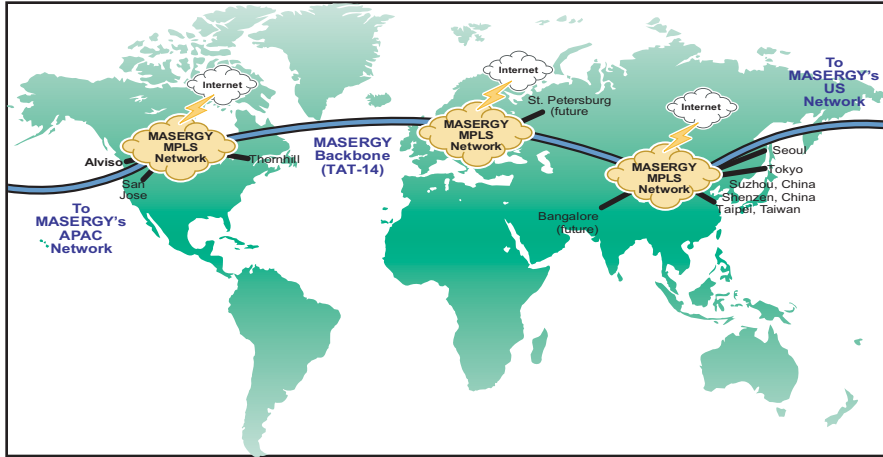 Internet
MASERGY
MPLS
Network
Alviso
San
Jose
Thornhill
To
MASERGY's
APAC
Network
MASERGY
Backbone
(TAT-14)
Internet
MASERGY
MPLS
Network
St. Petersburg
(future
Internet
MASERGY
MPLS
Network
Bangalore
(future)
Seoul
Tokyo
Suzhou, China
Shenzen, China
Taipei, Taiwan
To
MASERGY's
US
Network